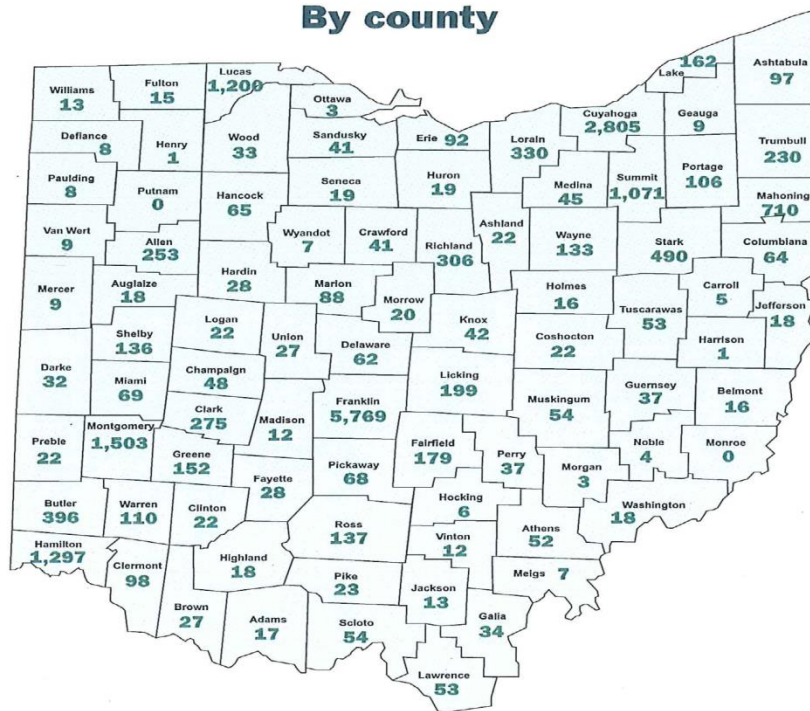 By county
Williams
13
Fulton
15
Lucas
1,200
Ottawa
3
Lake
162
Ashtabula
97
Defiance
8
Henry
1
Wood
33
Sandusky
41
Erie 92
Lorain
330
Cuyahoga
2,805
Geauga
9
Trumbull
230
Paulding
8
Putnam
0
Hancock
65
Seneca
19
Huron
19
Medina
45
Summit
1,071
Portage
106
Mahoning
710
Van Wert
9
Allen
253
Wyandot
7
Crawford
41
Richland
306
Ashland
22
Wayne
133
Stark
490
Columbiana
64
Mercer
9
Auglaize
18
Hardin
28
Marion
88
Morrow
20
Knox
42
Holmes
16
Tuscarawas
53
Carroll
5
Jefferson
18
Shelby
136
Logan
22
Union
27
Delaware
62
Coshocton
22
Harrison
1
Darke
32
Miami
69
Champaign
48
Clark
275
Madison
12
Franklin
5,769
Licking
199
Muskingum
54
Guernsey
37
Belmont
16
Preble
22
Montgomery
1,503
Greene
152
Fayette
28
Pickaway
68
Fairfield
179
Perry
37
Morgan
3
Noble
4
Monroe
0
Butler
396
Warren
110
Clinton
22
Ross
137
Hocking
6
Vinton
12
Athens
52
Washington
18
Hamilton
1,297
Clermont
98
Highland
18
Pike
23
Jackson
13
Meigs 7
Brown
27
Adams
17
Scioto
54
Galia
34
Lawrence
53